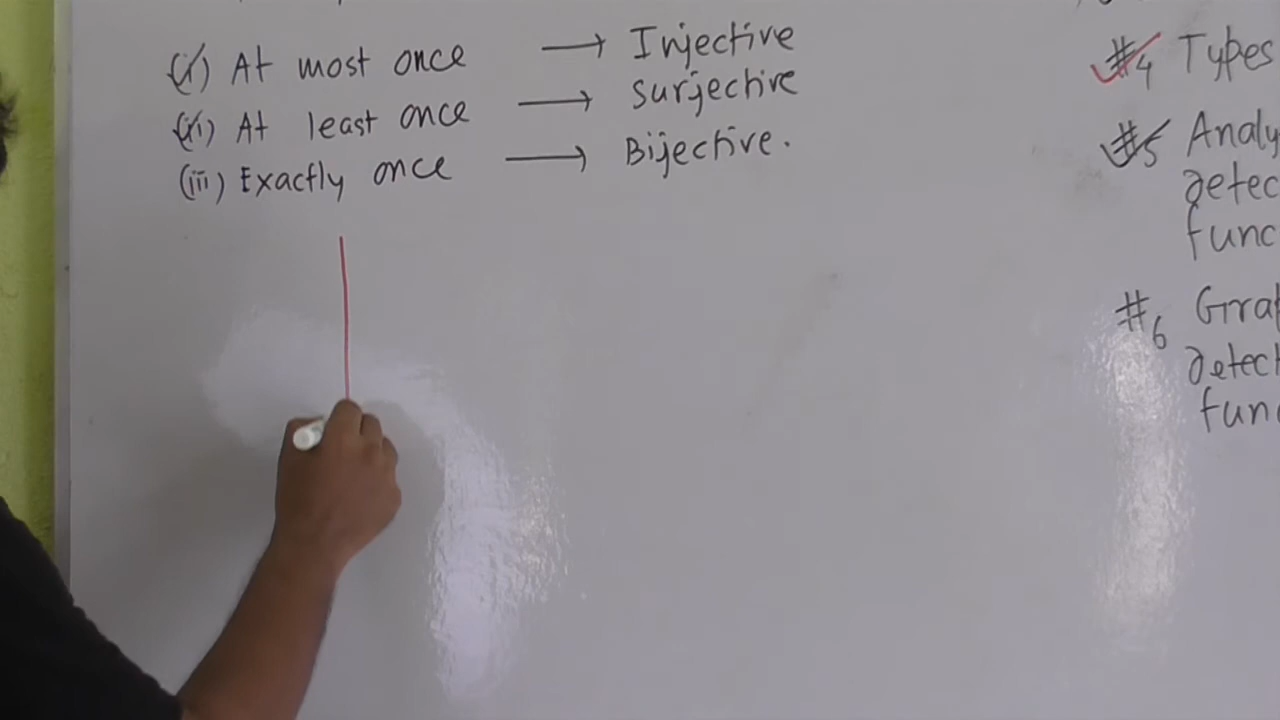 (i) At most once → Injective
(ii) At least once → Surjective
(iii) Exactly once → Bijective.
#4 Types
#5 Analy
detec
func
#6 Graph
detect
func